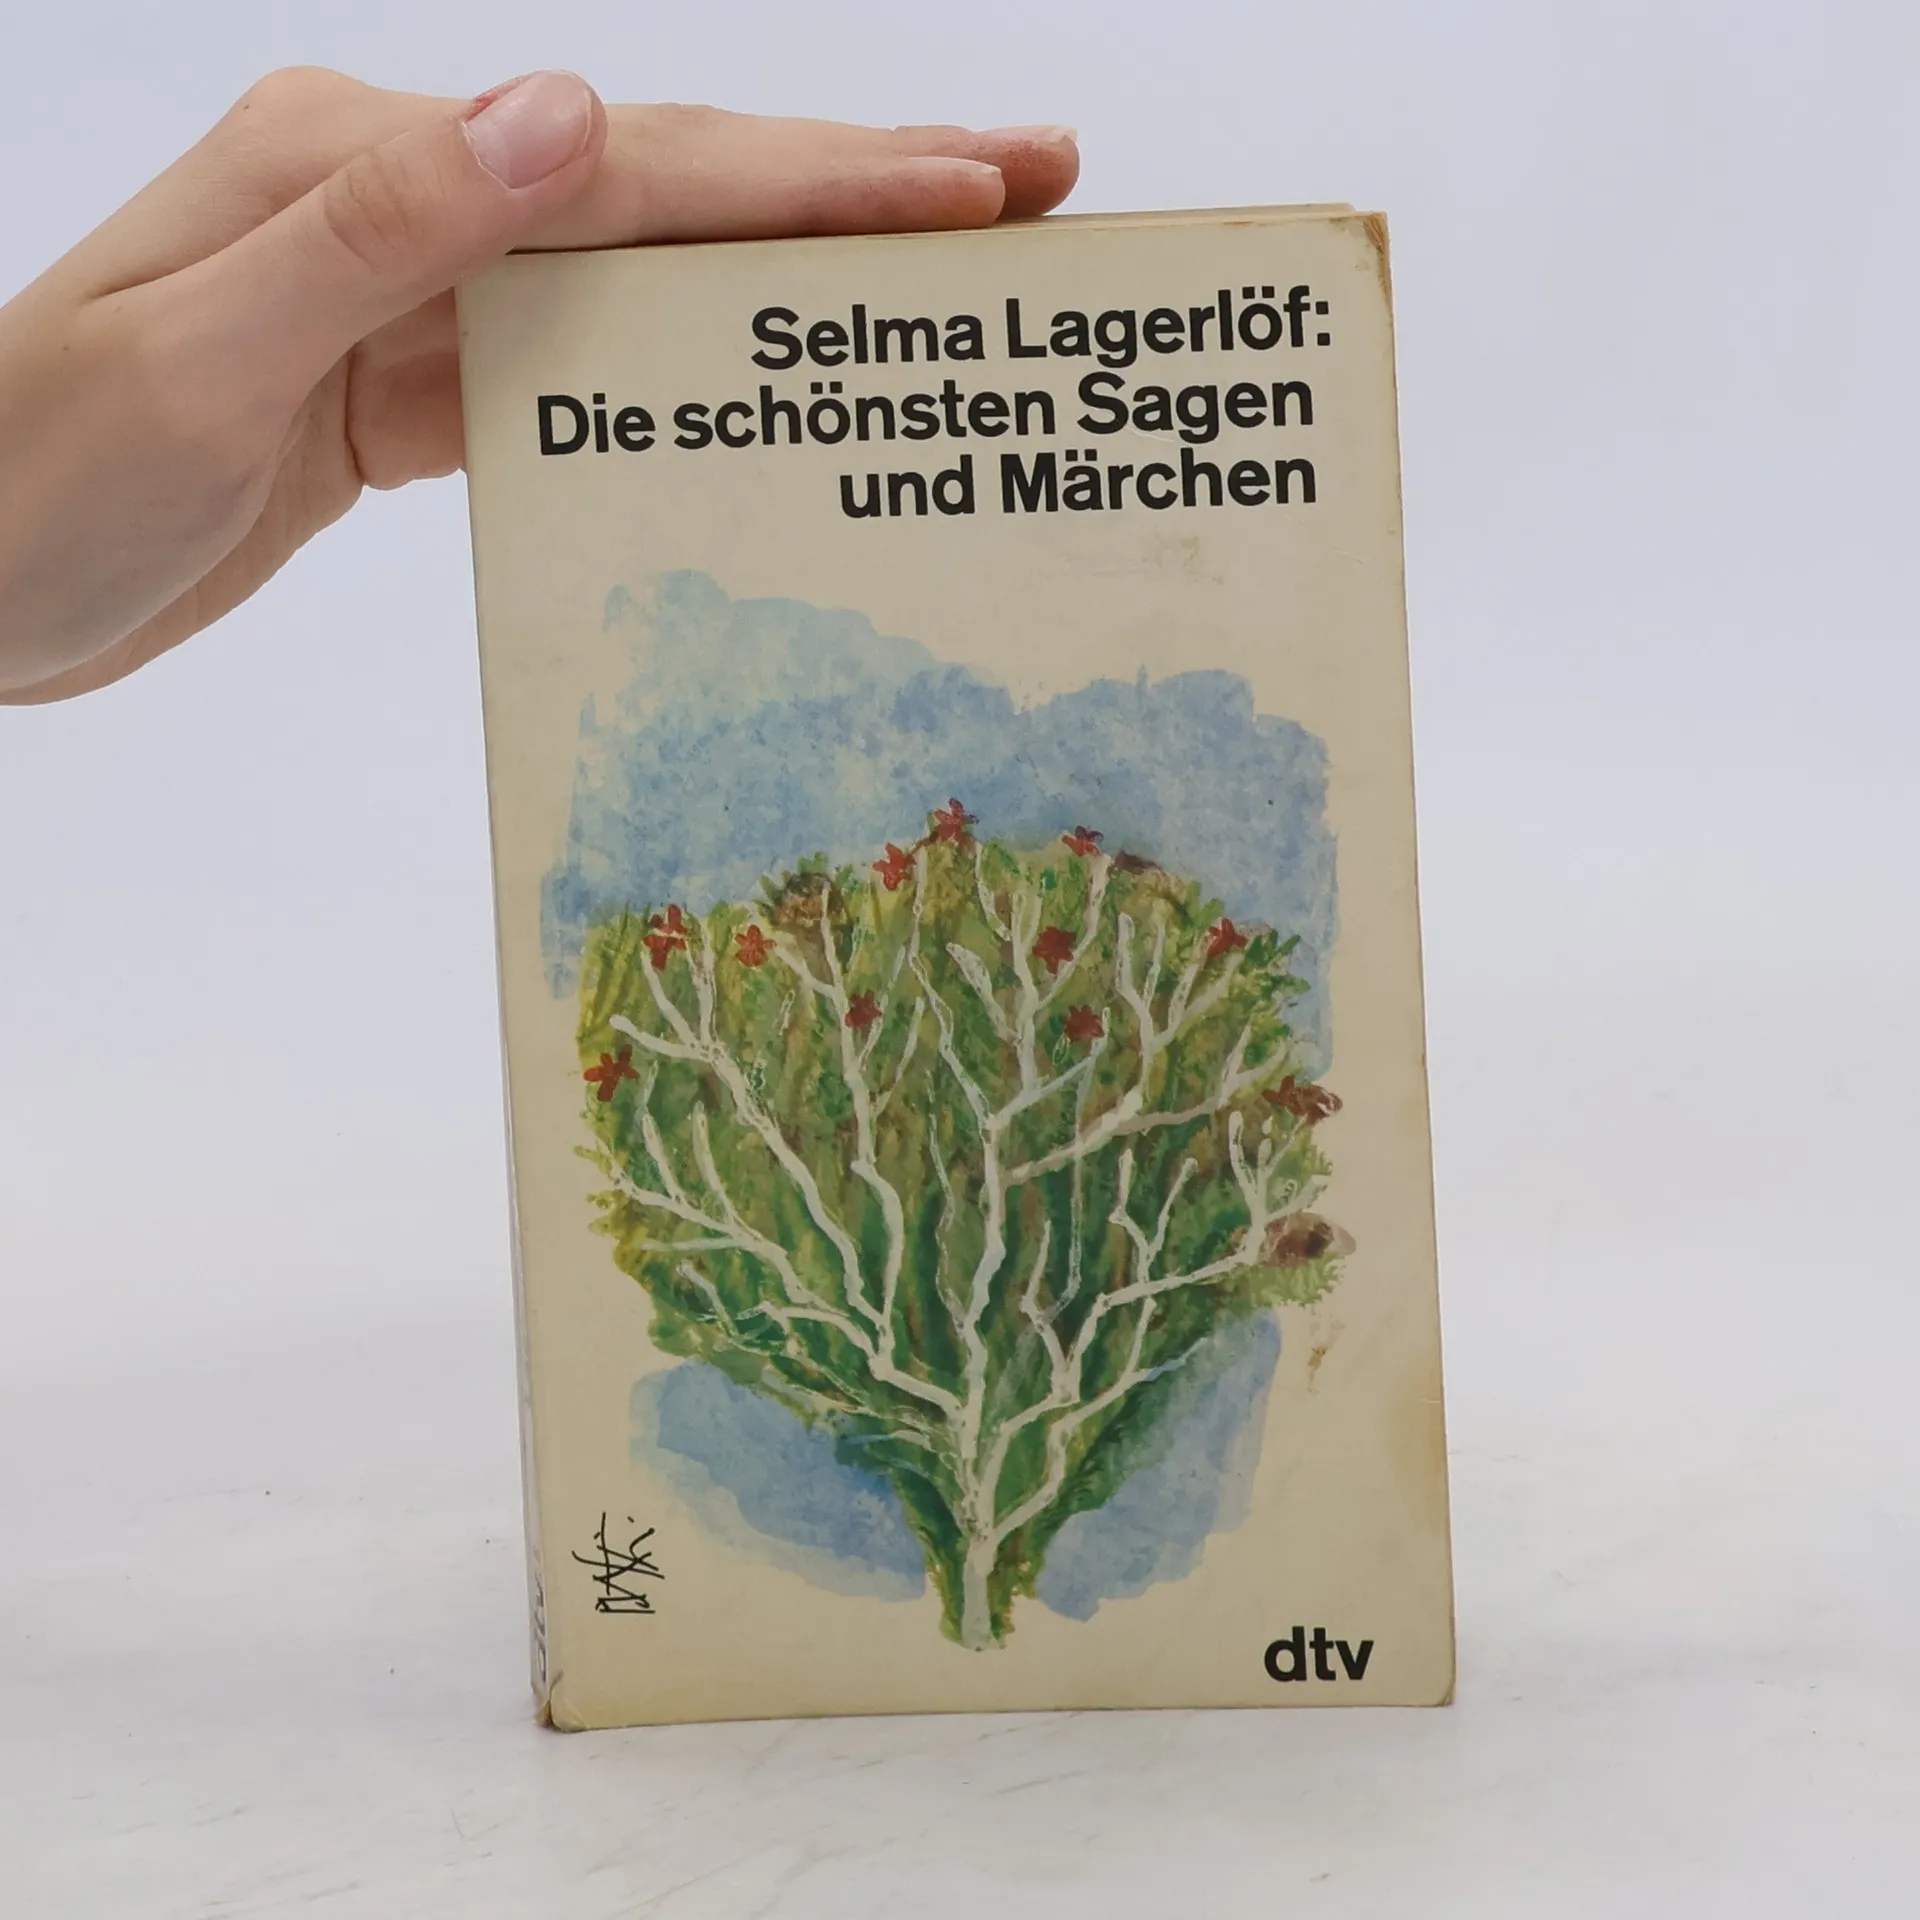 Selma Lagerlöf:
Die schönsten Sagen
und Märchen
dtv